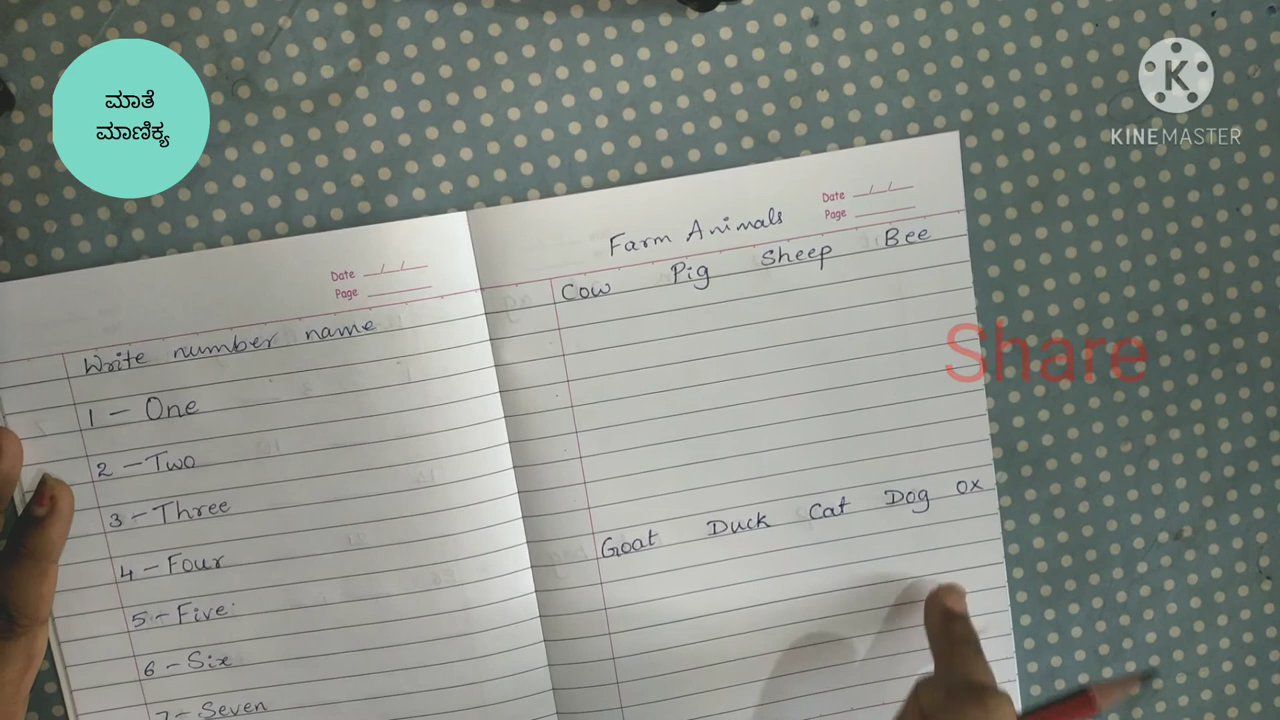 ಮಾತೆ
ಮಾಣಿಕ್ಯ
KINEMASTER
Date
Page
Write number name
1 - One
2 - Two
3 - Three
4 - Four
5 - Five
6 - Six
7 - Seven
Date
Page
Farm Animals
Cow Pig Sheep Bee
Goat Duck Cat Dog Ox
Share